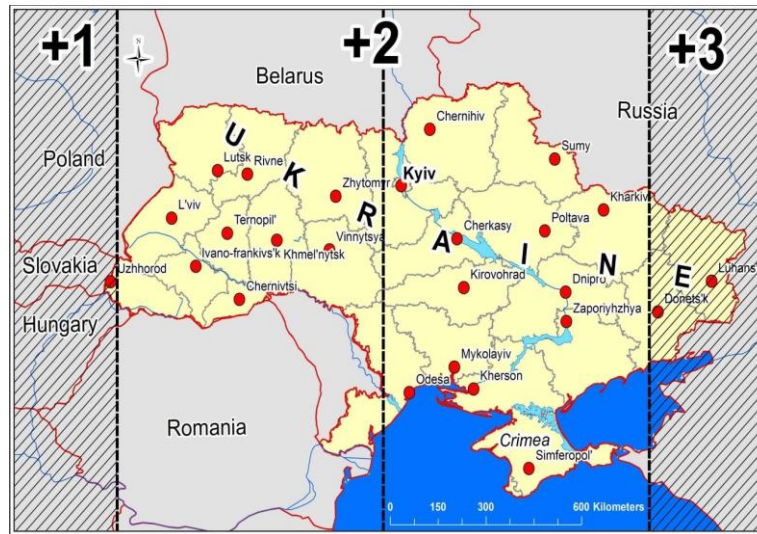 +1
+2
+3
N
Belarus
Russia
Poland
Slovakia
Hungary
Romania
UKRAINE
Chernihiv
Sumy
Lutsk
Rivne
Zhytomyr
Kyiv
Kharkiv
L'viv
Ternopil'
Khmel'nytsk
Vinnytsya
Cherkasy
Poltava
Ivano-frankivs'k
Uzhhorod
Chernivtsi
Kirovohrad
Dnipro
Luhans
Donets'k
Zaporiyhzhya
Mykolayiv
Odesa
Kherson
Crimea
Simferopol'
0 150 300 600 Kilometers